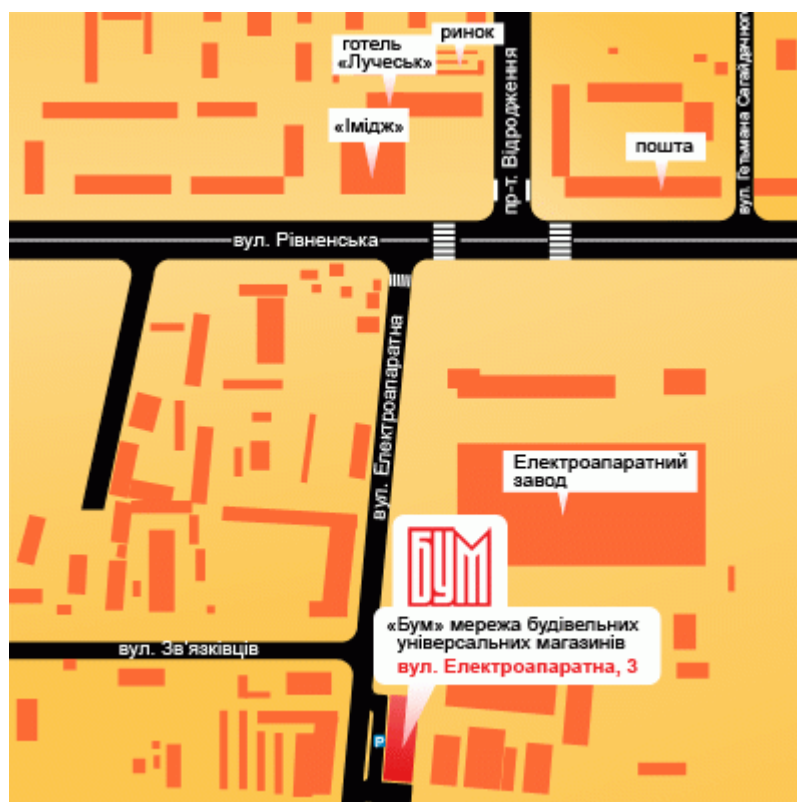 ринок
готель
«Лучеськ»
«Імідж»
пр-т. Відродження
вул. Гетьмана Сагайдачного
пошта
вул. Рівненська
вул. Електроапаратна
Електроапаратний
завод
БУМ
«Бум» мережа будівельних
універсальних магазинів
вул. Електроапаратна, 3
вул. Зв'язківців
P